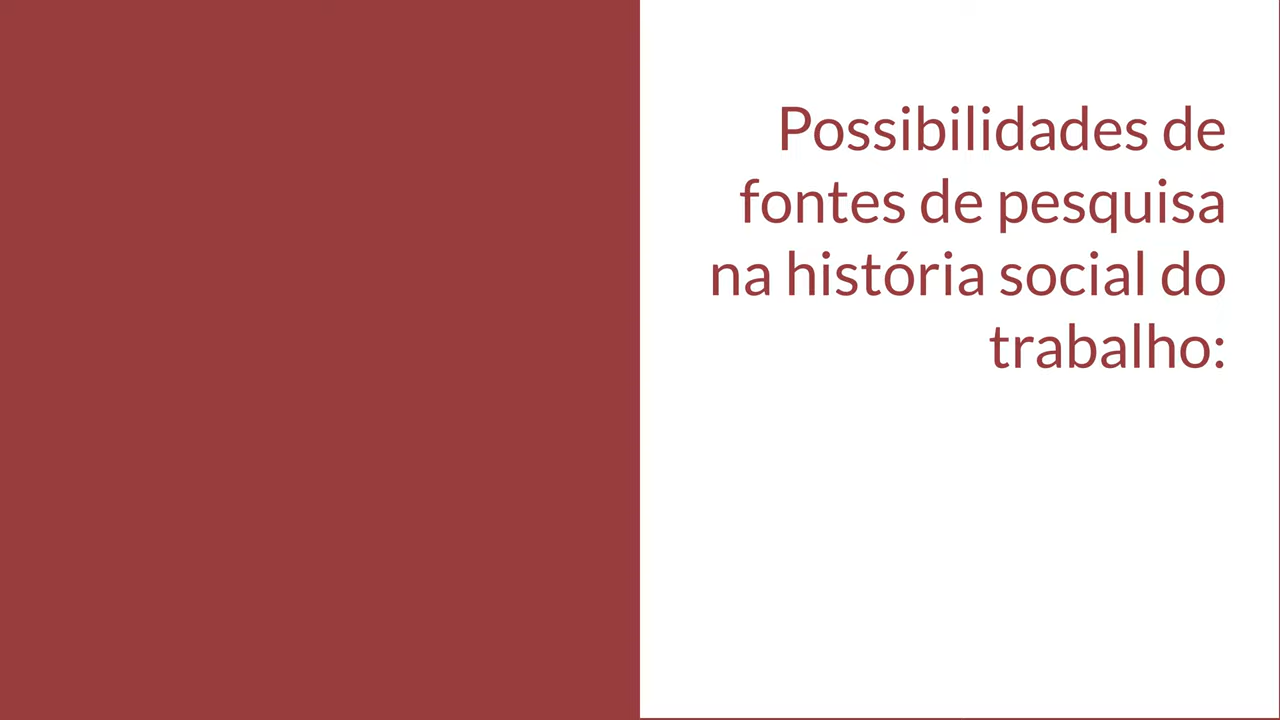 Possibilidades de
fontes de pesquisa
na história social do
trabalho: